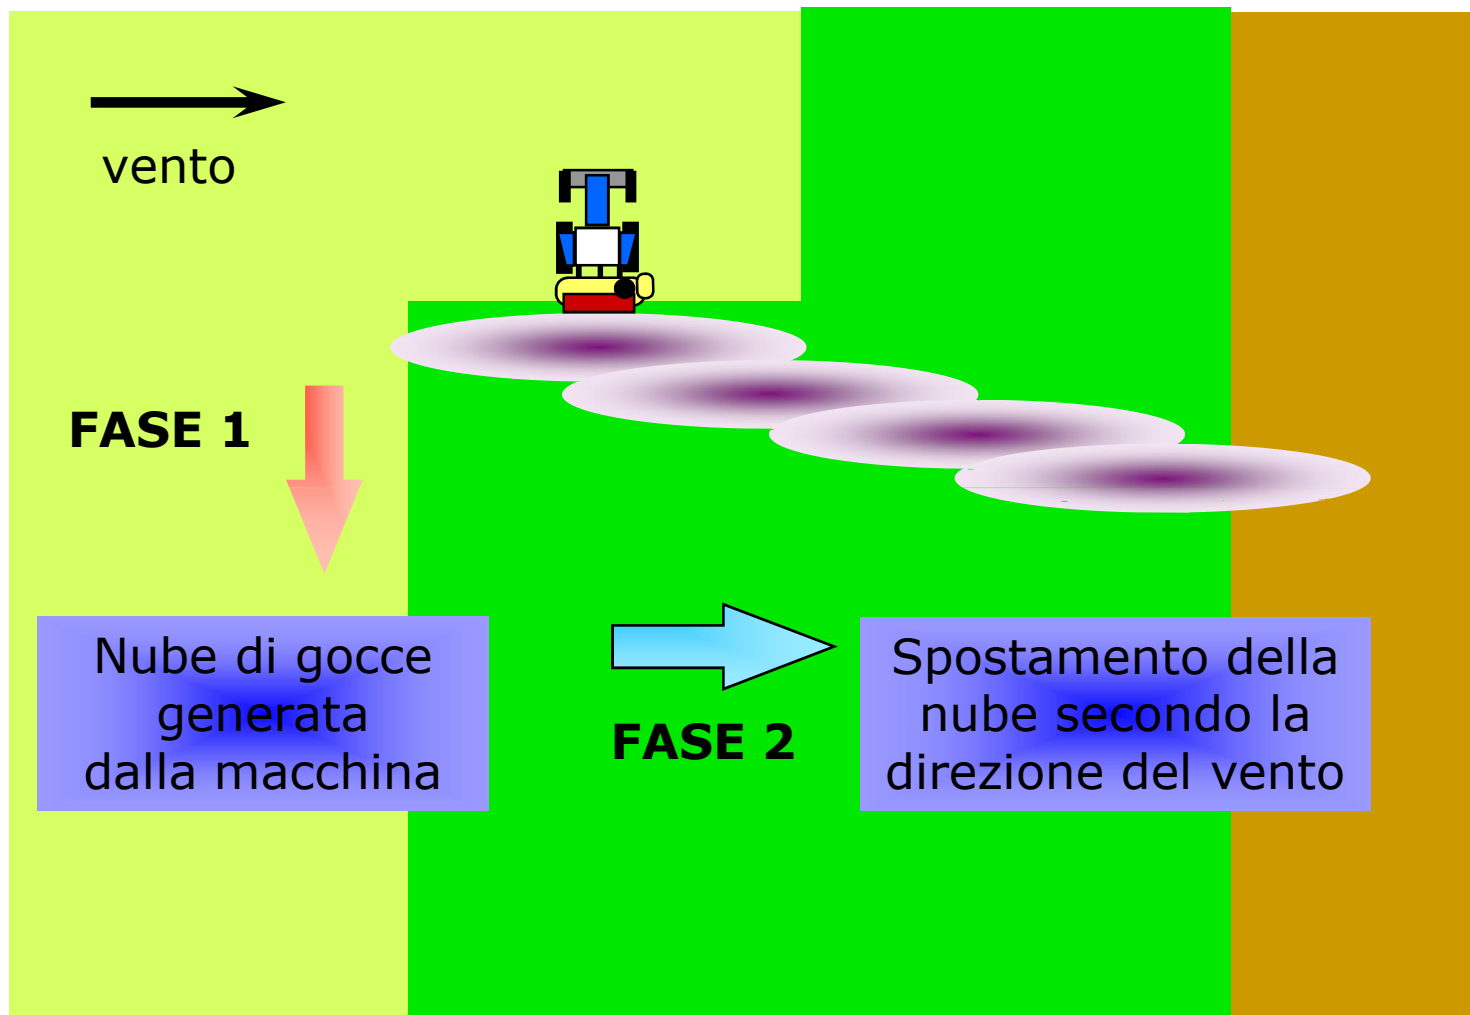 vento
FASE 1
Nube di gocce
generata
dalla macchina
FASE 2
Spostamento della
nube secondo la
direzione del vento